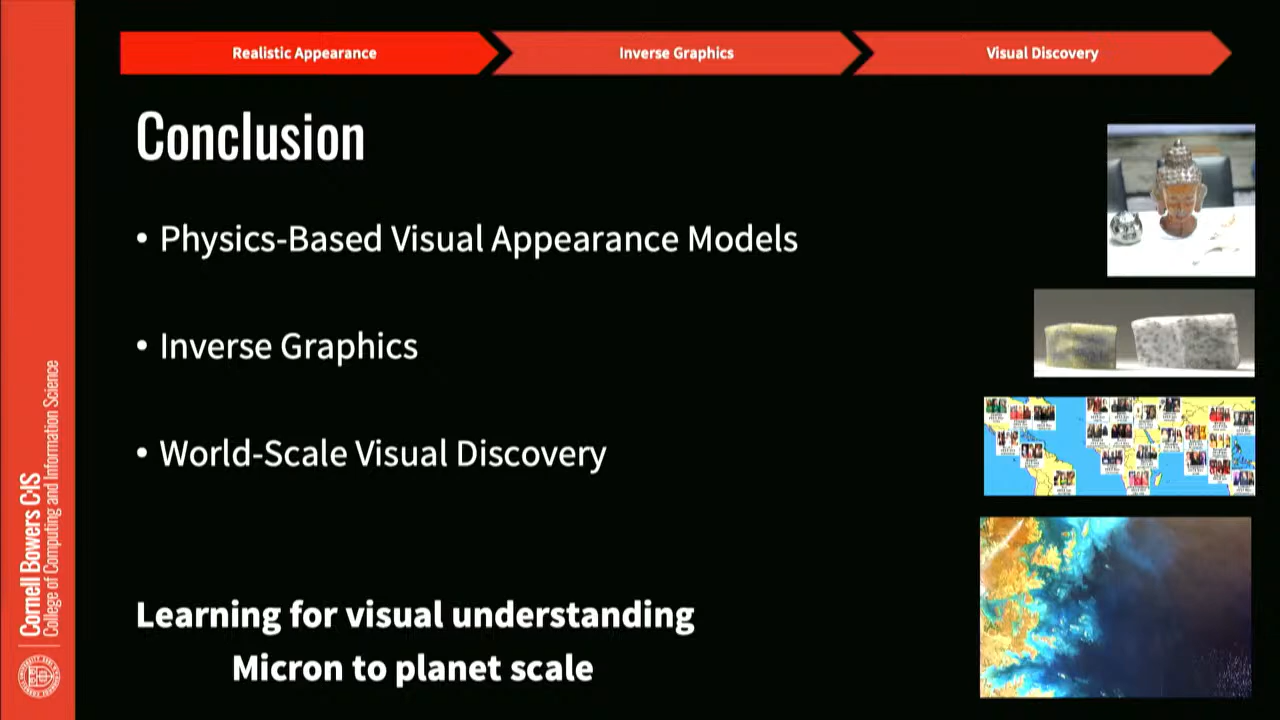 Realistic Appearance
Inverse Graphics
Visual Discovery
Conclusion
• Physics-Based Visual Appearance Models
• Inverse Graphics
• World-Scale Visual Discovery
Learning for visual understanding
Micron to planet scale
Cornell Bowers C·IS
College of Computing and Information Science